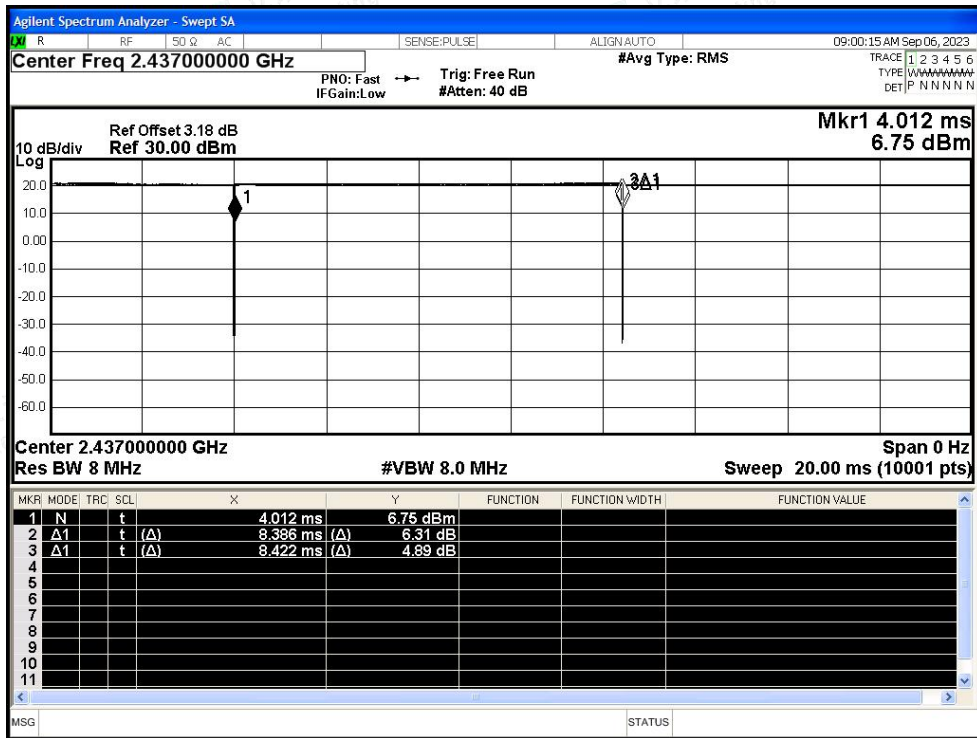 Agilent Spectrum Analyzer - Swept SA
LXI R RF 50 Ω AC SENSE:PULSE ALIGN AUTO 09:00:15 AM Sep 06, 2023
Center Freq 2.437000000 GHz #Avg Type: RMS TRACE 1 2 3 4 5 6
PNO: Fast Trig: Free Run TYPE W
IFGain:Low #Atten: 40 dB DET P N N N N N
Mkr1 4.012 ms
6.75 dBm
Ref Offset 3.18 dB
10 dB/div Ref 30.00 dBm
Log
20.0
10.0
0.00
-10.0
-20.0
-30.0
-40.0
-50.0
-60.0
1
3Δ1
Center 2.437000000 GHz Span 0 Hz
Res BW 8 MHz #VBW 8.0 MHz Sweep 20.00 ms (10001 pts)
MKR MODE TRC SCL X Y FUNCTION FUNCTION WIDTH FUNCTION VALUE
1 N t 4.012 ms 6.75 dBm
2 Δ1 t (Δ) 8.386 ms (Δ) 6.31 dB
3 Δ1 t (Δ) 8.422 ms (Δ) 4.89 dB
4
5
6
7
8
9
10
11
MSG STATUS